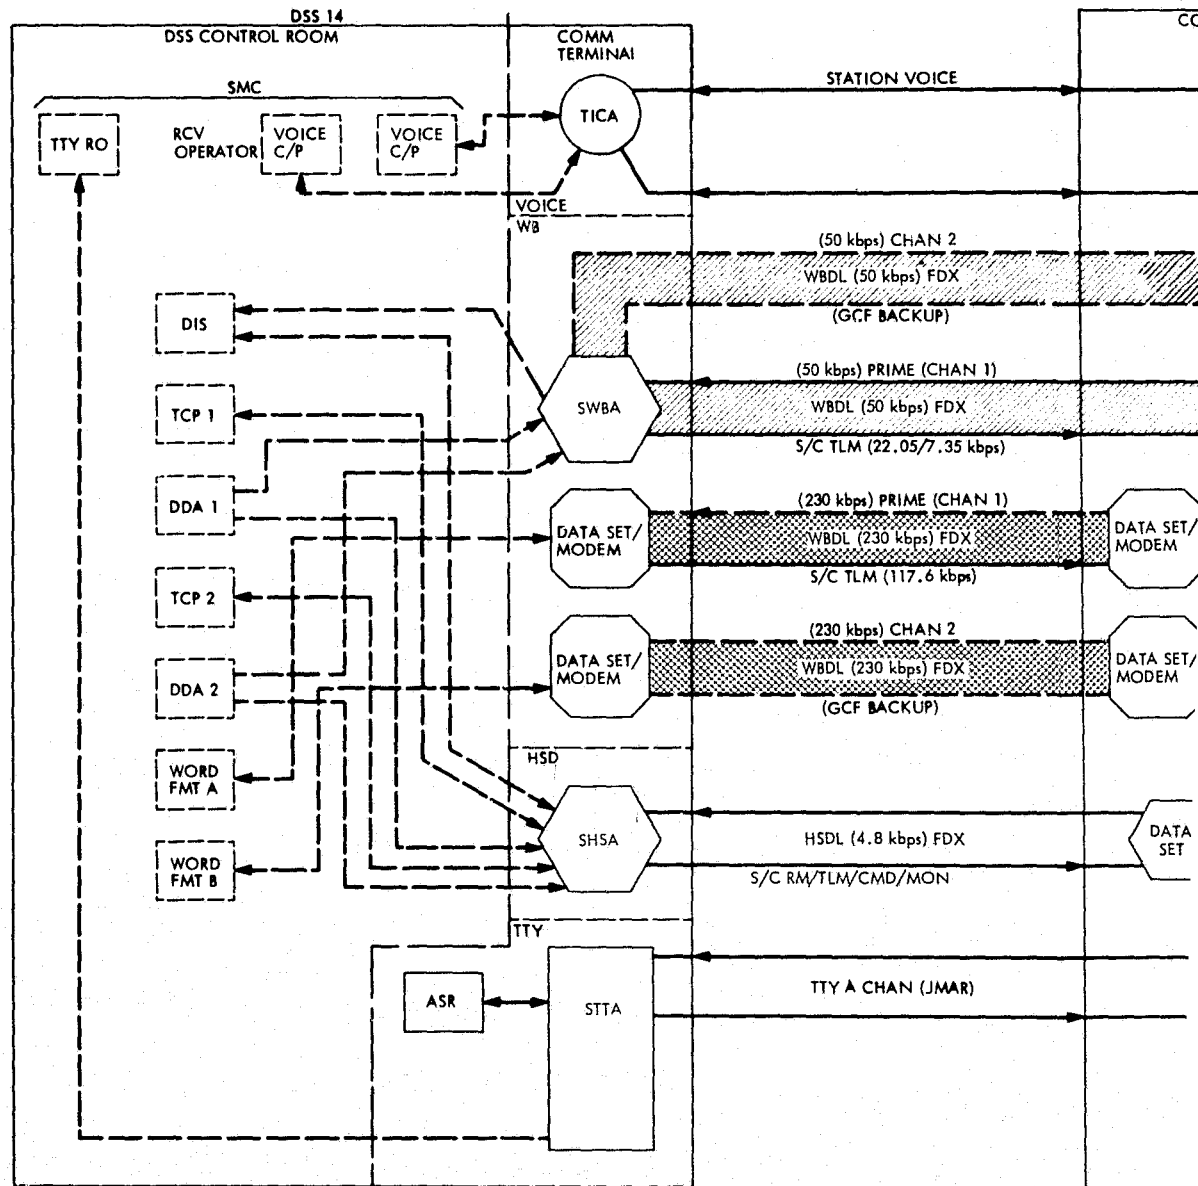 DSS 14
DSS CONTROL ROOM
COMM
TERMINAL
CO
SMC
TTY RO
RCV
OPERATOR
VOICE
C/P
VOICE
C/P
TICA
STATION VOICE
VOICE
WB
(50 kbps) CHAN 2
WBDL (50 kbps) FDX
(GCF BACKUP)
DIS
(50 kbps) PRIME (CHAN 1)
TCP 1
SWBA
WBDL (50 kbps) FDX
S/C TLM (22.05/7.35 kbps)
DDA 1
(230 kbps) PRIME (CHAN 1)
DATA SET/
MODEM
WBDL (230 kbps) FDX
DATA SET/
MODEM
S/C TLM (117.6 kbps)
TCP 2
(230 kbps) CHAN 2
DDA 2
DATA SET/
MODEM
WBDL (230 kbps) FDX
DATA SET/
MODEM
(GCF BACKUP)
HSD
WORD
FMT A
SHSA
HSDL (4.8 kbps) FDX
DATA
SET
WORD
FMT B
S/C RM/TLM/CMD/MON
TTY
ASR
STTA
TTY A CHAN (JMAR)